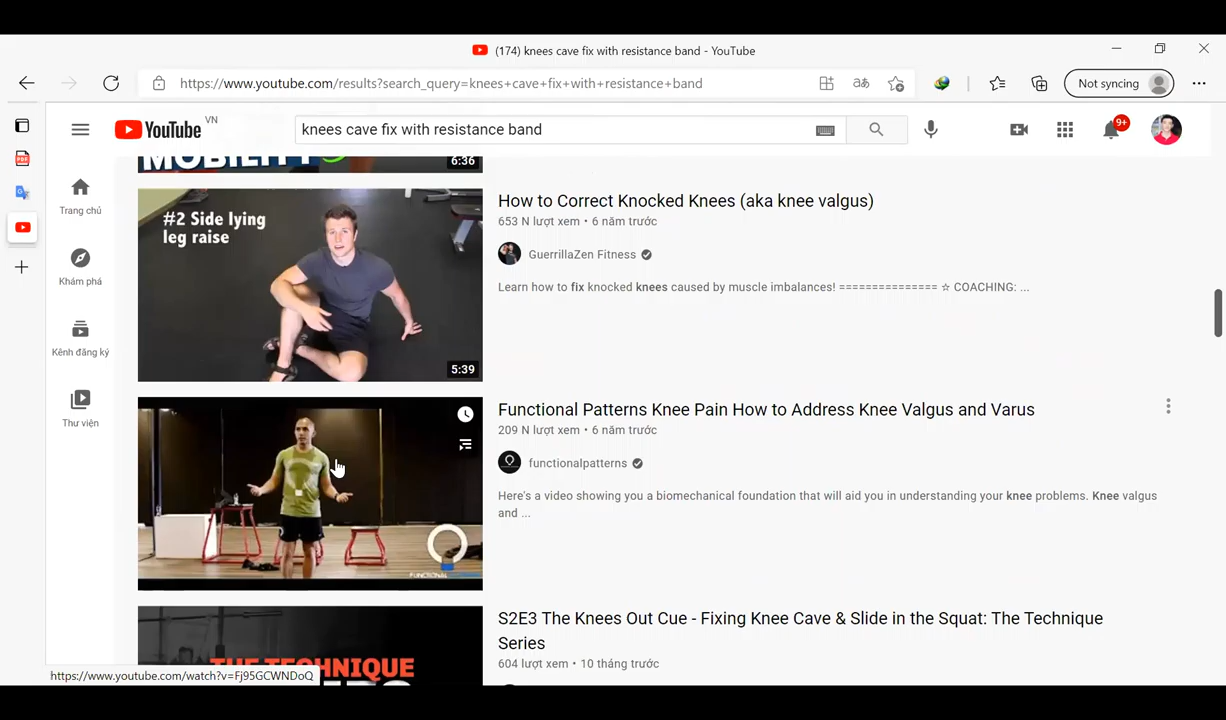 (174) knees cave fix with resistance band - YouTube
https://www.youtube.com/results?search_query=knees+cave+fix+with+resistance+band
Not syncing
YouTube VN
knees cave fix with resistance band
9+
Trang chủ
Khám phá
Kênh đăng ký
Thư viện
6:36
#2 Side lying
leg raise
5:39
How to Correct Knocked Knees (aka knee valgus)
653 N lượt xem • 6 năm trước
GuerrillaZen Fitness
Learn how to fix knocked knees caused by muscle imbalances! =============== ☆ COACHING: ...
Functional Patterns Knee Pain How to Address Knee Valgus and Varus
209 N lượt xem • 6 năm trước
functionalpatterns
Here's a video showing you a biomechanical foundation that will aid you in understanding your knee problems. Knee valgus
and ...
THE TECHNIQUE
S2E3 The Knees Out Cue - Fixing Knee Cave & Slide in the Squat: The Technique
Series
604 lượt xem • 10 tháng trước
https://www.youtube.com/watch?v=Fj95GCWNDoQ